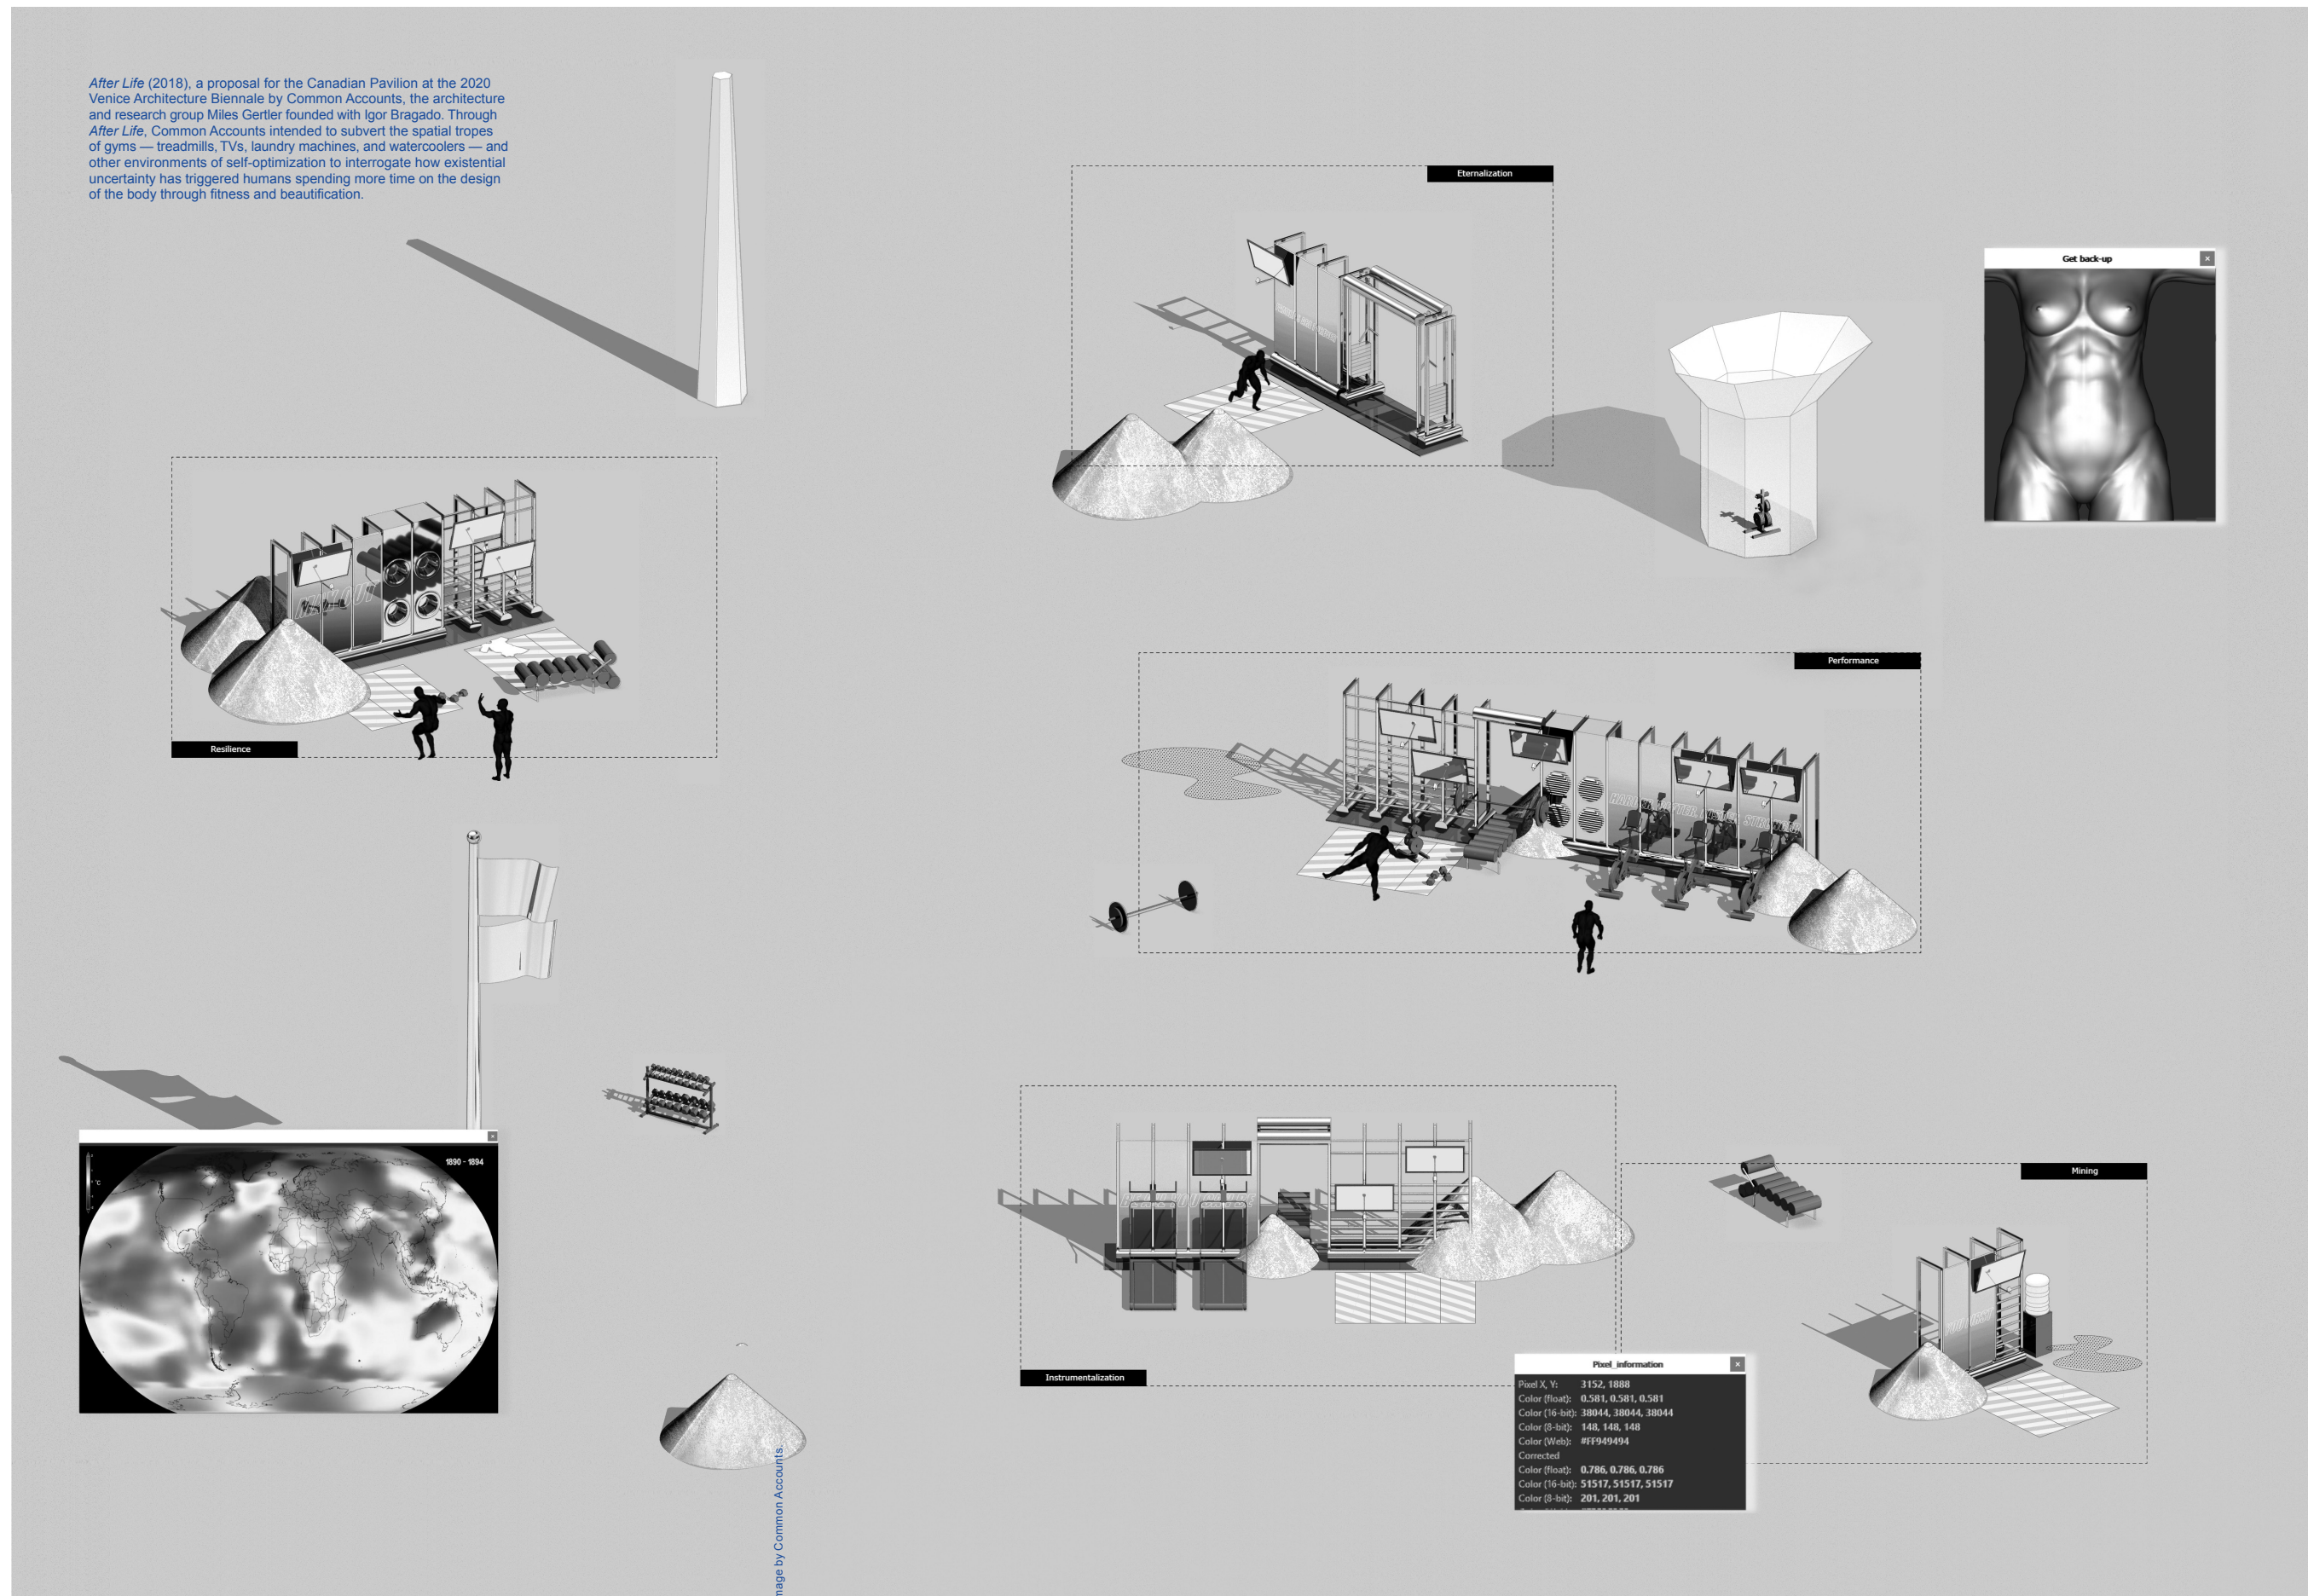 After Life (2018), a proposal for the Canadian Pavilion at the 2020
Venice Architecture Biennale by Common Accounts, the architecture
and research group Miles Gertler founded with Igor Bragado. Through
After Life, Common Accounts intended to subvert the spatial tropes
of gyms — treadmills, TVs, laundry machines, and watercoolers — and
other environments of self-optimization to interrogate how existential
uncertainty has triggered humans spending more time on the design
of the body through fitness and beautification.
Eternalization
Get back-up
Resilience
Performance
1890 - 1894
°C
Instrumentalization
Mining
Pixel_information
Pixel X, Y: 3152, 1888
Color (float): 0.581, 0.581, 0.581
Color (16-bit): 38044, 38044, 38044
Color (8-bit): 148, 148, 148
Color (Web): #FF949494
Corrected
Color (float): 0.786, 0.786, 0.786
Color (16-bit): 51517, 51517, 51517
Color (8-bit): 201, 201, 201
mage by Common Accounts.